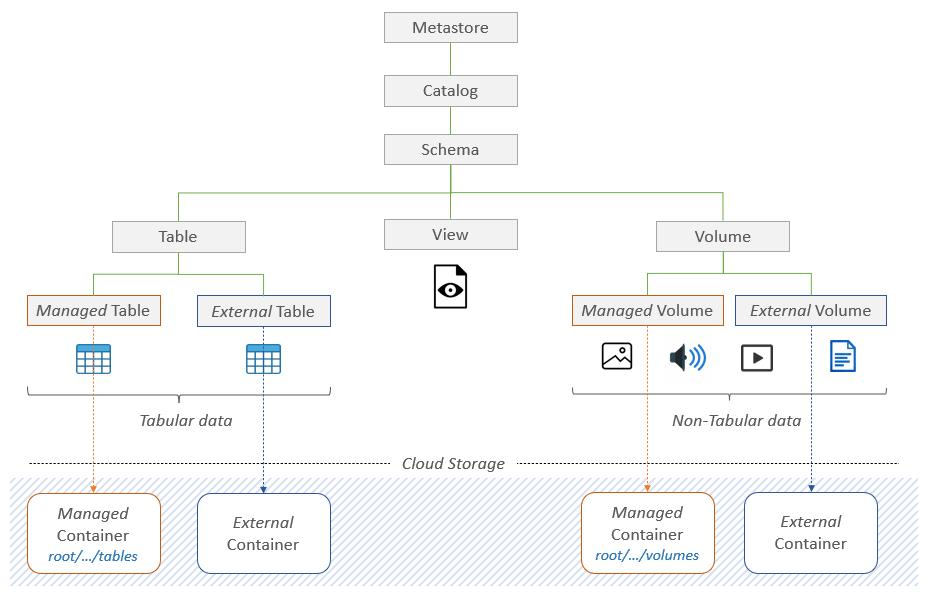 Metastore
Catalog
Schema
Table
View
Volume
Managed Table
External Table
Managed Volume
External Volume
Tabular data
Non-Tabular data
Cloud Storage
Managed
Container
root/.../tables
External
Container
Managed
Container
root/.../volumes
External
Container